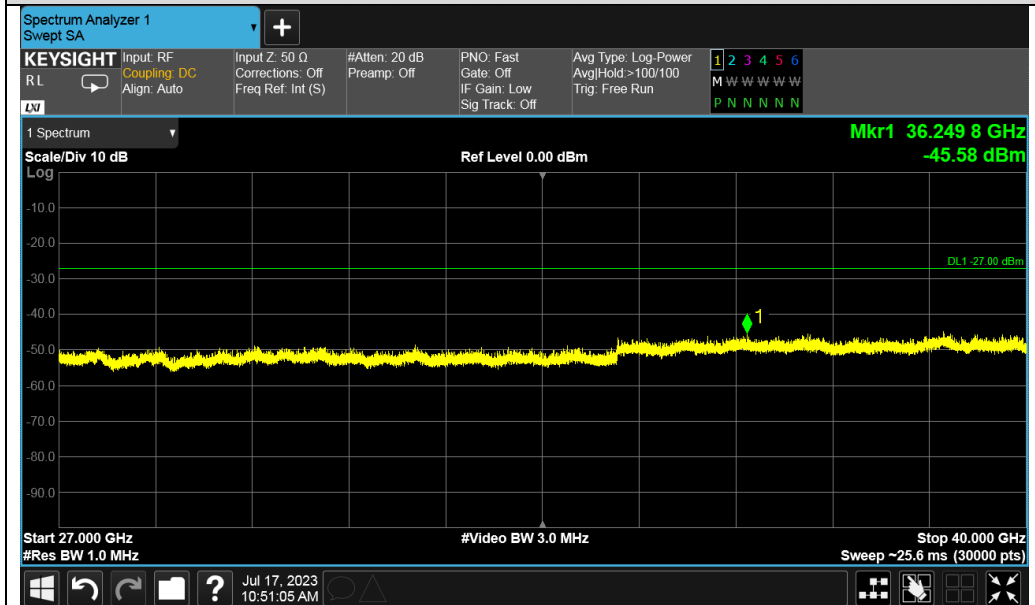 Spectrum Analyzer 1
Swept SA
+
KEYSIGHT
RL
LXI
Input: RF
Coupling: DC
Align: Auto
Input Z: 50 Ω
Corrections: Off
Freq Ref: Int (S)
#Atten: 20 dB
Preamp: Off
PNO: Fast
Gate: Off
IF Gain: Low
Sig Track: Off
Avg Type: Log-Power
Avg|Hold:>100/100
Trig: Free Run
1 2 3 4 5 6
M W W W W W
P N N N N N
1 Spectrum
Mkr1 36.249 8 GHz
Scale/Div 10 dB
Ref Level 0.00 dBm
-45.58 dBm
Log
-10.0
-20.0
DL1 -27.00 dBm
-30.0
-40.0
1
-50.0
-60.0
-70.0
-80.0
-90.0
Start 27.000 GHz
#Video BW 3.0 MHz
Stop 40.000 GHz
#Res BW 1.0 MHz
Sweep ~25.6 ms (30000 pts)
?
Jul 17, 2023
10:51:05 AM